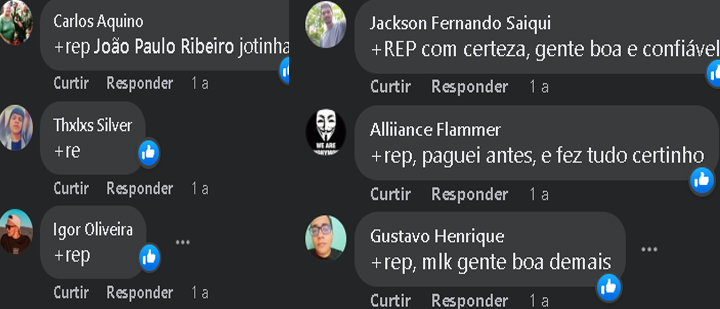 Carlos Aquino
+rep João Paulo Ribeiro jotinha
Curtir Responder 1 a
Thxlxs Silver
+re
Curtir Responder 1 a
Igor Oliveira
+rep
Curtir Responder 1 a
Jackson Fernando Saiqui
+REP com certeza, gente boa e confiável
Curtir Responder 1 a
WE ARE
Alliiance Flammer
+rep, paguei antes, e fez tudo certinho
Curtir Responder 1 a
Gustavo Henrique
+rep, mlk gente boa demais
Curtir Responder 1 a